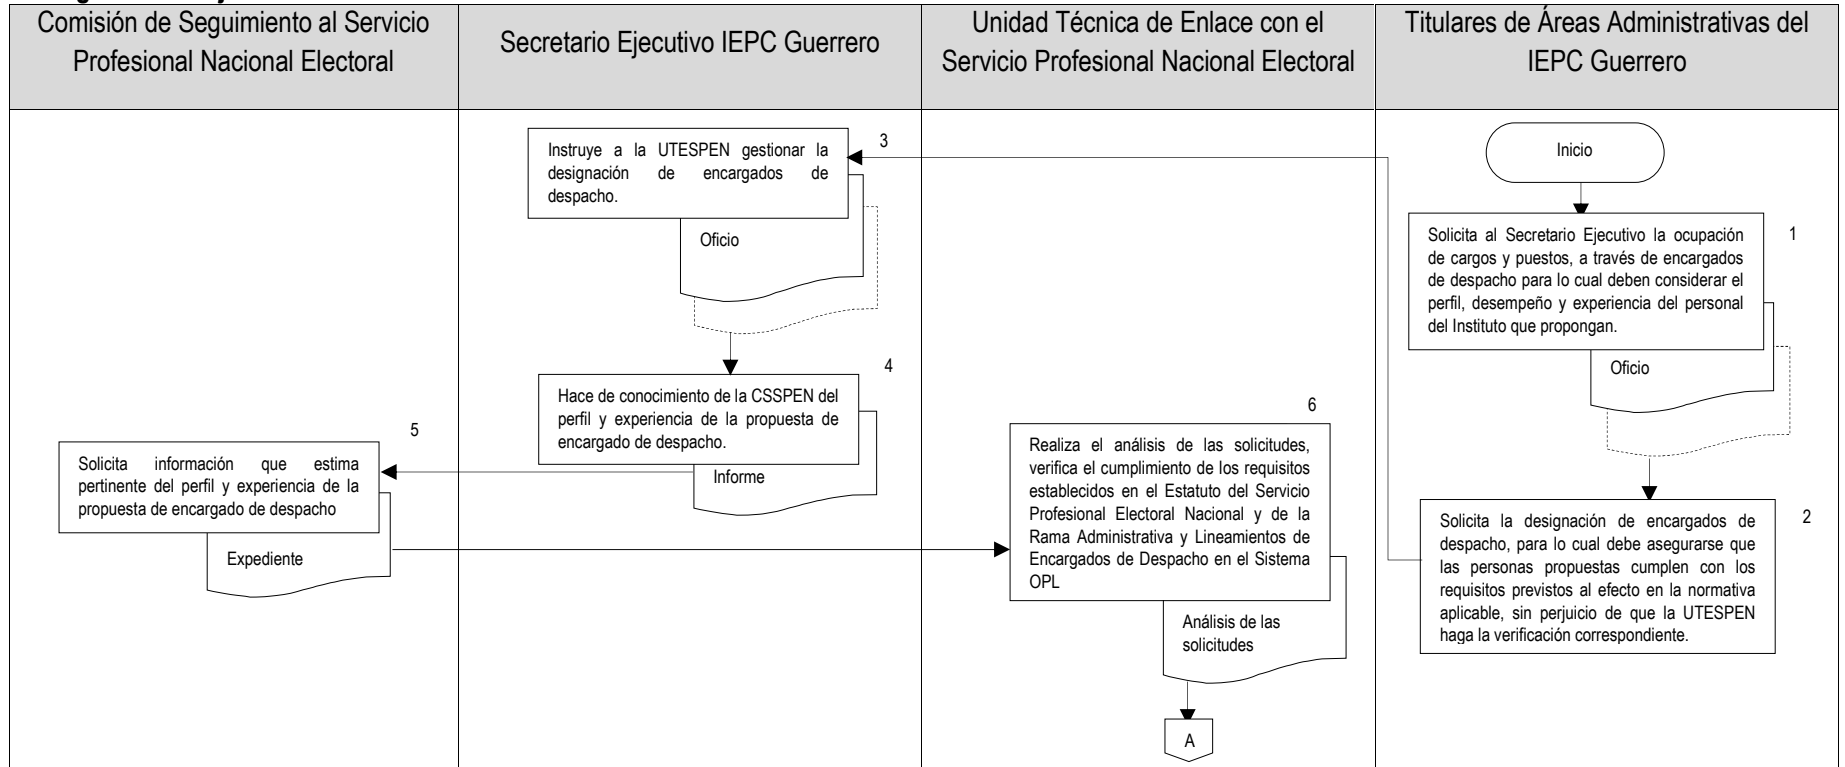 Comisión de Seguimiento al Servicio
Profesional Nacional Electoral
Secretario Ejecutivo IEPC Guerrero
Unidad Técnica de Enlace con el
Servicio Profesional Nacional Electoral
Titulares de Áreas Administrativas del
IEPC Guerrero
Inicio
1
Solicita al Secretario Ejecutivo la ocupación
de cargos y puestos, a través de encargados
de despacho para lo cual deben considerar el
perfil, desempeño y experiencia del personal
del Instituto que propongan.
Oficio
2
Solicita la designación de encargados de
despacho, para lo cual debe asegurarse que
las personas propuestas cumplen con los
requisitos previstos al efecto en la normativa
aplicable, sin perjuicio de que la UTESPEN
haga la verificación correspondiente.
3
Instruye a la UTESPEN gestionar la
designación de encargados de
despacho.
Oficio
4
Hace de conocimiento de la CSSPEN del
perfil y experiencia de la propuesta de
encargado de despacho.
Informe
5
Solicita información que estima
pertinente del perfil y experiencia de la
propuesta de encargado de despacho
Expediente
6
Realiza el análisis de las solicitudes,
verifica el cumplimiento de los requisitos
establecidos en el Estatuto del Servicio
Profesional Electoral Nacional y de la
Rama Administrativa y Lineamientos de
Encargados de Despacho en el Sistema
OPL
Análisis de las
solicitudes
A